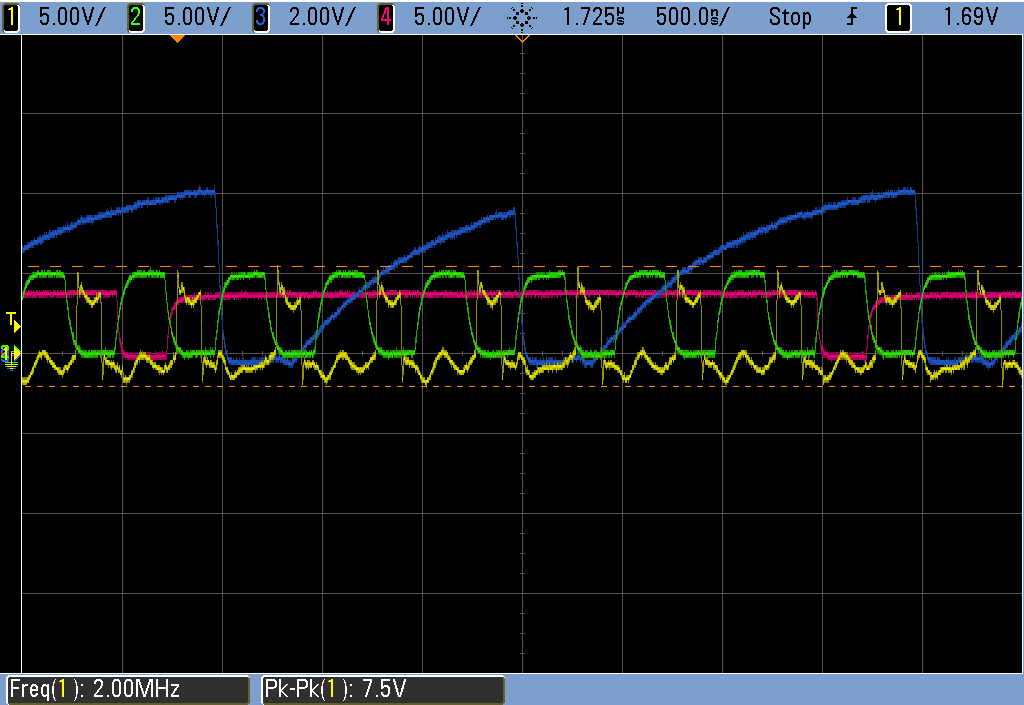 1 5.00V/ 2 5.00V/ 3 2.00V/ 4 5.00V/ 1.725µs 500.0ns/ Stop 1 1.69V
T
Freq(1): 2.00MHz Pk-Pk(1): 7.5V